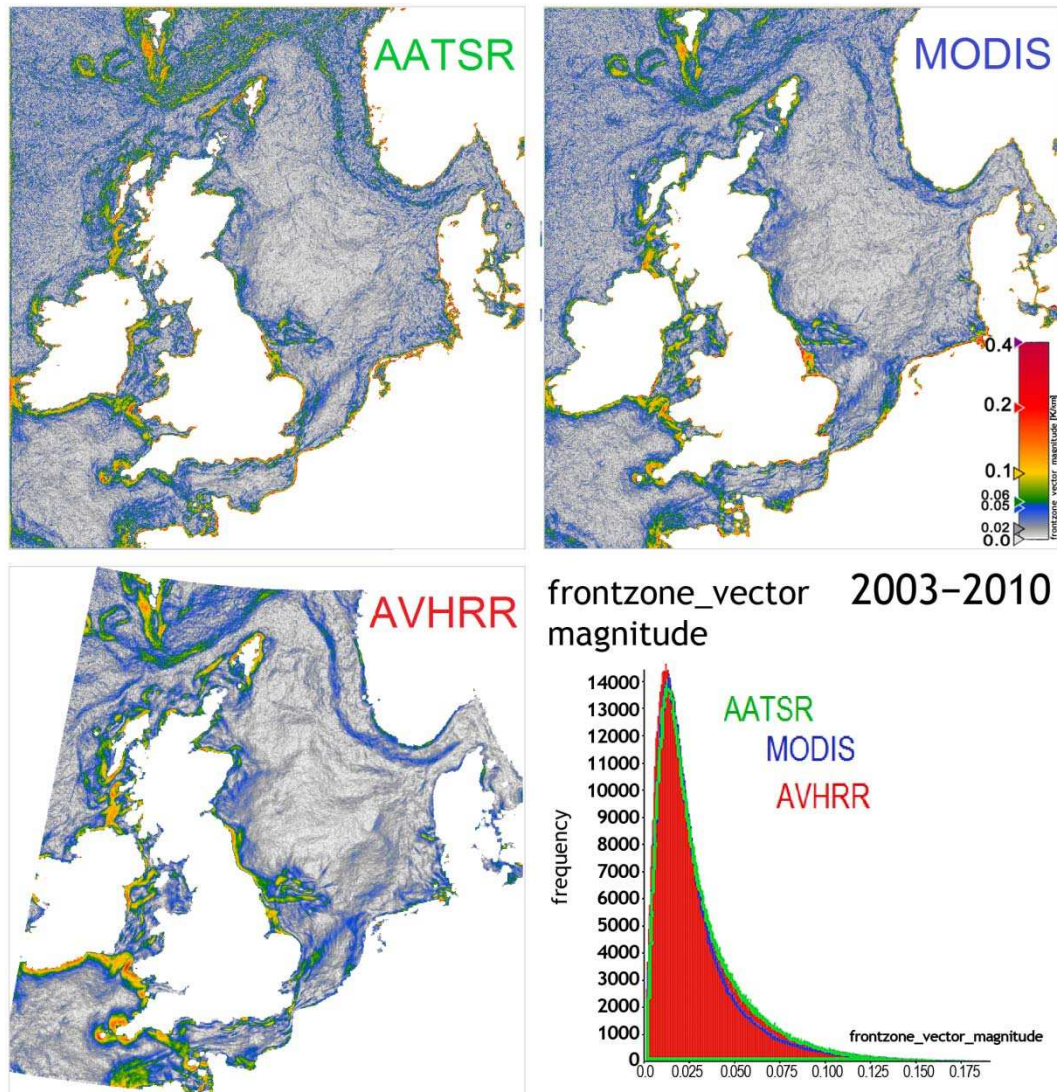 AATSR
MODIS
0.4
0.2
0.1
0.06
0.05
0.02
0.0
frontzone_vector_magnitude [K/km]
AVHRR
frontzone_vector 2003–2010
magnitude
14000
13000
12000
11000
10000
9000
8000
7000
6000
5000
4000
3000
2000
1000
0
frequency
AATSR
MODIS
AVHRR
frontzone_vector_magnitude
0.0 0.025 0.050 0.075 0.100 0.125 0.150 0.175